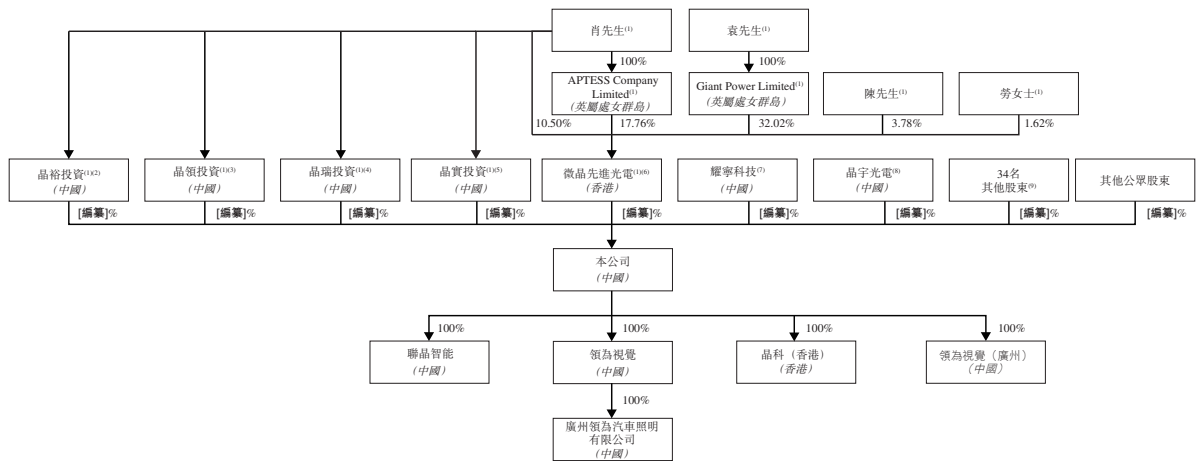 肖先生(1)
袁先生(1)
100%
100%
APTESS Company
Limited(1)
(英屬處女群島)
Giant Power Limited(1)
(英屬處女群島)
陳先生(1)
勞女士(1)
10.50%
17.76%
32.02%
3.78%
1.62%
晶裕投資(1)(2)
(中國)
晶領投資(1)(3)
(中國)
晶瑞投資(1)(4)
(中國)
晶實投資(1)(5)
(中國)
微晶先進光電(1)(6)
(香港)
耀寧科技(7)
(中國)
晶宇光電(8)
(中國)
34名
其他股東(9)
其他公眾股東
[編纂]%
[編纂]%
[編纂]%
[編纂]%
[編纂]%
[編纂]%
[編纂]%
[編纂]%
[編纂]%
本公司
(中國)
100%
100%
100%
100%
聯晶智能
(中國)
領為視覺
(中國)
晶科（香港）
(香港)
領為視覺（廣州）
(中國)
100%
廣州領為汽車照明
有限公司
(中國)